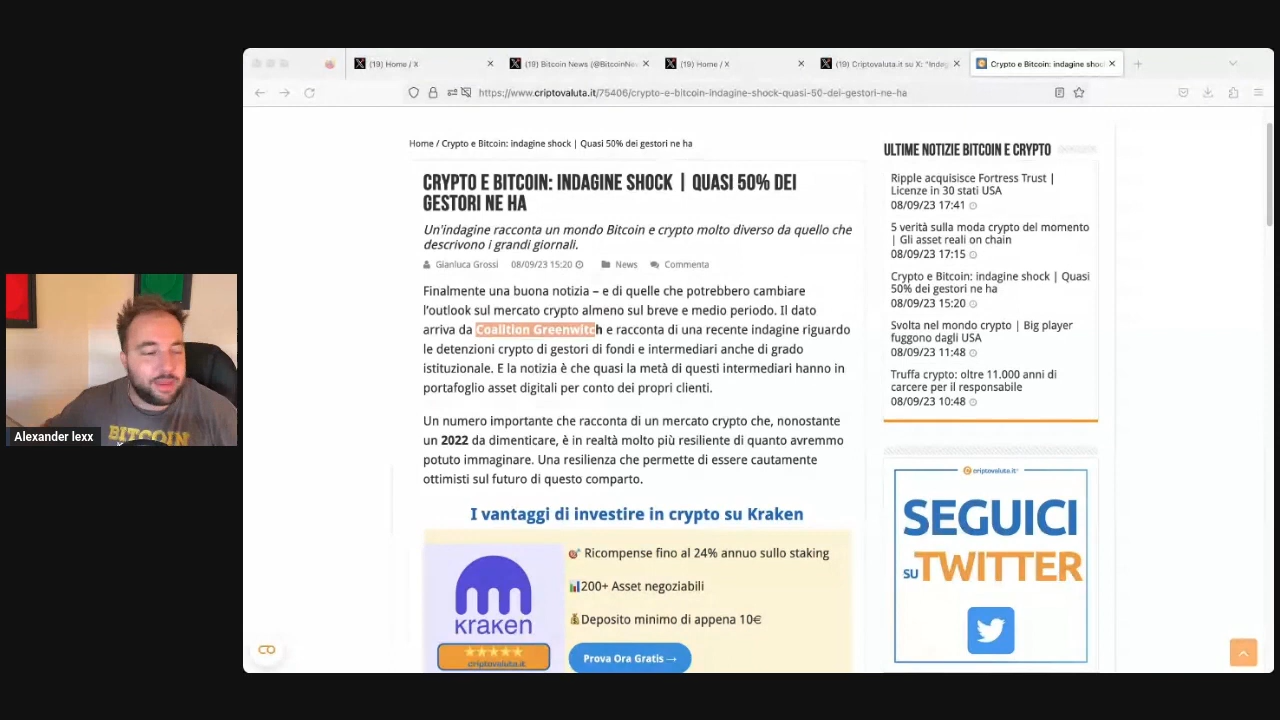 (19) Home / X
(19) Bitcoin News (@BitcoinNew
(19) Home / X
(19) Criptovaluta.it su X: "Indag
Crypto e Bitcoin: indagine shoc
https://www.criptovaluta.it/75406/crypto-e-bitcoin-indagine-shock-quasi-50-dei-gestori-ne-ha
Home / Crypto e Bitcoin: indagine shock | Quasi 50% dei gestori ne ha
CRYPTO E BITCOIN: INDAGINE SHOCK | QUASI 50% DEI
GESTORI NE HA
Un'indagine racconta un mondo Bitcoin e crypto molto diverso da quello che
descrivono i grandi giornali.
Gianluca Grossi 08/09/23 15:20 News Commenta
Finalmente una buona notizia – e di quelle che potrebbero cambiare
l'outlook sul mercato crypto almeno sul breve e medio periodo. Il dato
arriva da Coailtion Greenwitch e racconta di una recente indagine riguardo
le detenzioni crypto di gestori di fondi e intermediari anche di grado
istituzionale. E la notizia è che quasi la metà di questi intermediari hanno in
portafoglio asset digitali per conto dei propri clienti.
Un numero importante che racconta di un mercato crypto che, nonostante
un 2022 da dimenticare, è in realtà molto più resiliente di quanto avremmo
potuto immaginare. Una resilienza che permette di essere cautamente
ottimisti sul futuro di questo comparto.
I vantaggi di investire in crypto su Kraken
Ricompense fino al 24% annuo sullo staking
200+ Asset negoziabili
Deposito minimo di appena 10€
Prova Ora Gratis →
kraken
criptovaluta.it
ULTIME NOTIZIE BITCOIN E CRYPTO
Ripple acquisisce Fortress Trust |
Licenze in 30 stati USA
08/09/23 17:41
5 verità sulla moda crypto del momento
| Gli asset reali on chain
08/09/23 17:15
Crypto e Bitcoin: indagine shock | Quasi
50% dei gestori ne ha
08/09/23 15:20
Svolta nel mondo crypto | Big player
fuggono dagli USA
08/09/23 11:48
Truffa crypto: oltre 11.000 anni di
carcere per il responsabile
08/09/23 10:48
criptovaluta.it
SEGUICI
SU TWITTER
Alexander lexx
BITCOIN